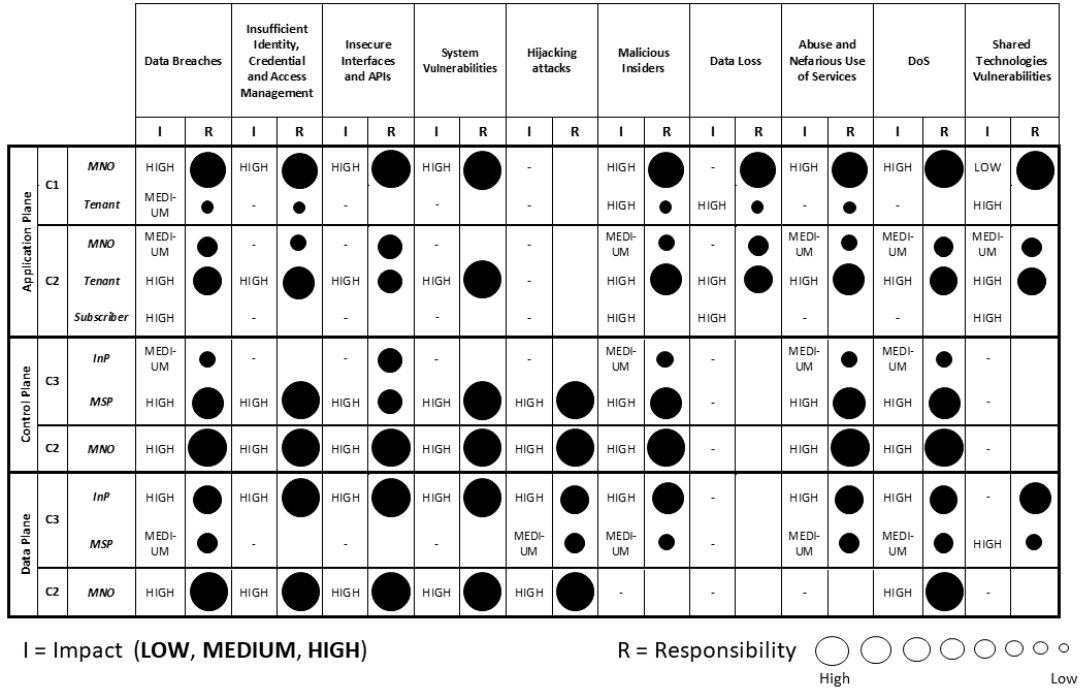 Data Breaches
Insufficient
Identity,
Credential
and Access
Management
Insecure
Interfaces
and APIs
System
Vulnerabilities
Hijacking
attacks
Malicious
Insiders
Data Loss
Abuse and
Nefarious Use
of Services
DoS
Shared
Technologies
Vulnerabilities
I R I R I R I R I R I R I R I R I R I R
Application Plane
C1
MNO HIGH HIGH HIGH HIGH - HIGH - HIGH HIGH LOW
Tenant MEDI-
UM - - - - HIGH HIGH - - HIGH
C2
MNO MEDI-
UM - - - - MEDI-
UM - MEDI-
UM MEDI-
UM MEDI-
UM
Tenant HIGH HIGH HIGH HIGH - HIGH HIGH HIGH HIGH HIGH
Subscriber HIGH - - - - HIGH HIGH - - HIGH
Control Plane
C3
InP MEDI-
UM - - - - MEDI-
UM - MEDI-
UM MEDI-
UM -
MSP HIGH HIGH HIGH HIGH HIGH HIGH - HIGH HIGH -
C2
MNO HIGH HIGH HIGH HIGH HIGH HIGH - HIGH HIGH -
Data Plane
C3
InP HIGH HIGH HIGH HIGH HIGH HIGH - HIGH HIGH -
MSP MEDI-
UM - - - MEDI-
UM MEDI-
UM - MEDI-
UM MEDI-
UM HIGH
C2
MNO HIGH HIGH HIGH HIGH HIGH - - - HIGH -
I = Impact (LOW, MEDIUM, HIGH)
R = Responsibility
High
Low